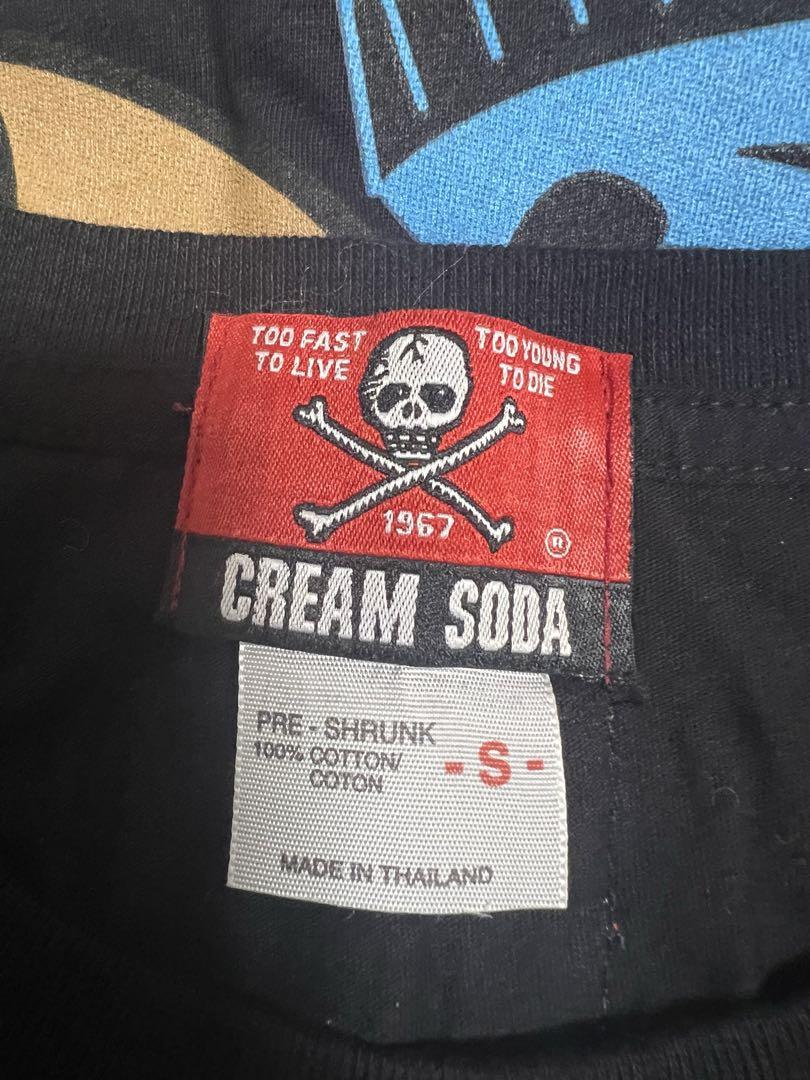 TOO FAST
TO LIVE
TOO YOUNG
TO DIE
1967
®
CREAM SODA
PRE - SHRUNK
100% COTTON/
COTON
- S -
MADE IN THAILAND